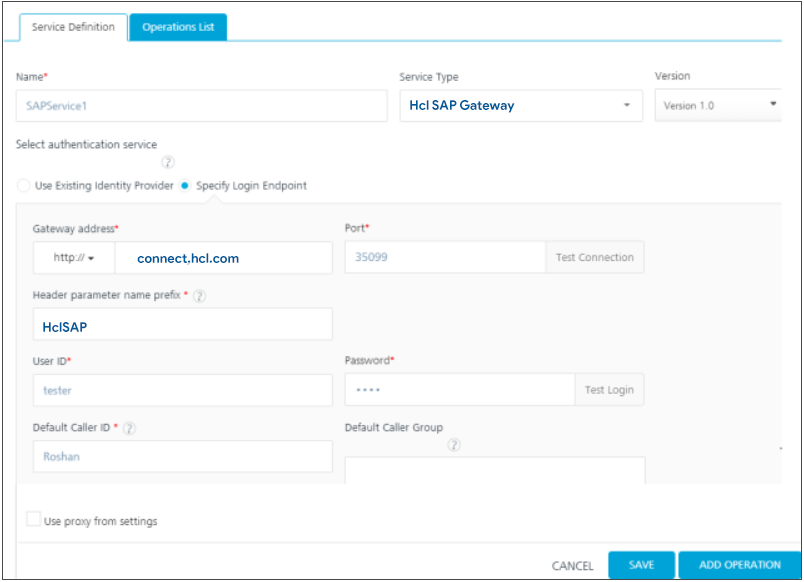 Service Definition Operations List
Name* Service Type Version
SAPService1 Hcl SAP Gateway Version 1.0
Select authentication service
?
Use Existing Identity Provider Specify Login Endpoint
Gateway address* Port*
http:// connect.hcl.com 35099 Test Connection
Header parameter name prefix * ?
HclSAP
User ID* Password*
tester •••• Test Login
Default Caller ID * ? Default Caller Group
?
Roshan
Use proxy from settings
CANCEL SAVE ADD OPERATION